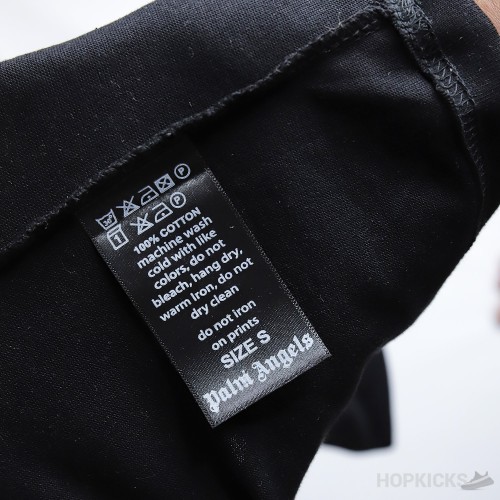 100% COTTON
machine wash
cold with like
colors, do not
bleach, hang dry,
warm iron, do not
dry clean
do not iron
on prints
SIZE S
Palm Angels
HOPKICKS